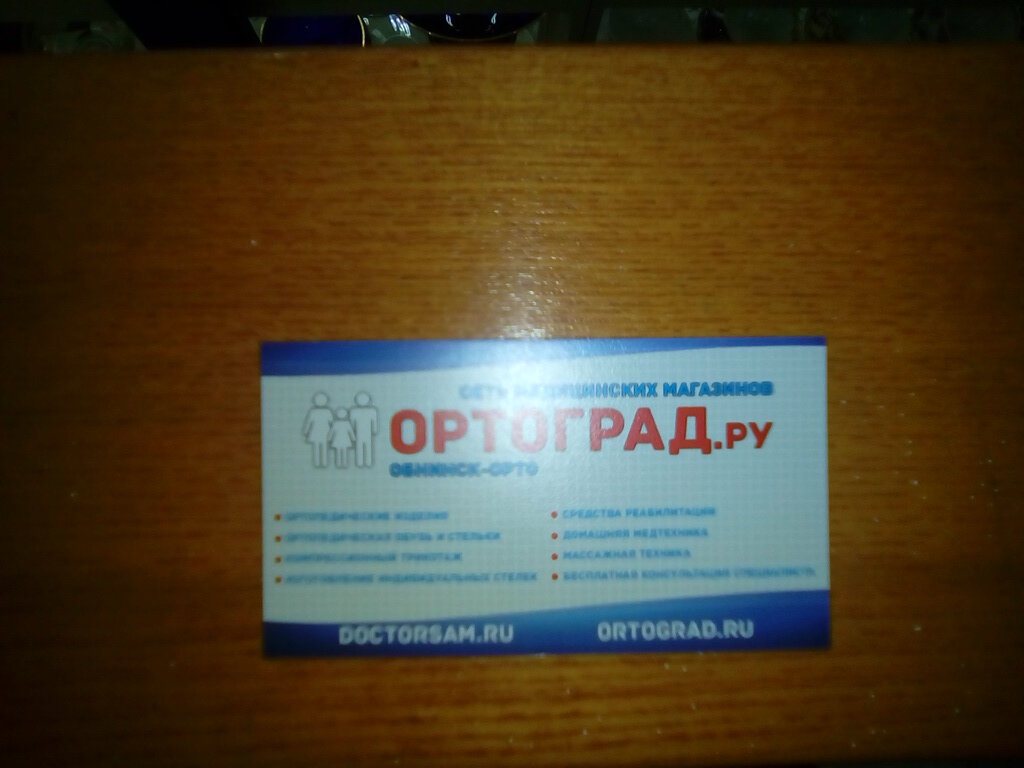 СЕТЬ МЕДИЦИНСКИХ МАГАЗИНОВ
ОРТОГРАД.РУ
ОБНИНСК-ОРТО
ОРТОПЕДИЧЕСКИЕ ИЗДЕЛИЯ
ОРТОПЕДИЧЕСКАЯ ОБУВЬ И СТЕЛЬКИ
КОМПРЕССИОННЫЙ ТРИКОТАЖ
ИЗГОТОВЛЕНИЕ ИНДИВИДУАЛЬНЫХ СТЕЛЕК
СРЕДСТВА РЕАБИЛИТАЦИИ
ДОМАШНЯЯ МЕДТЕХНИКА
МАССАЖНАЯ ТЕХНИКА
БЕСПЛАТНАЯ КОНСУЛЬТАЦИЯ СПЕЦИАЛИСТА
DOCTORSAM.RU
ORTOGRAD.RU